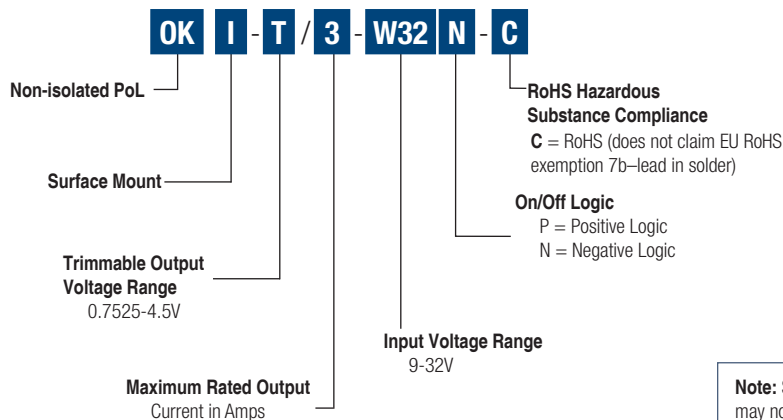 OK I - T / 3 - W32 N - C
Non-isolated PoL
RoHS Hazardous
Substance Compliance
C = RoHS (does not claim EU RoHS
exemption 7b–lead in solder)
Surface Mount
On/Off Logic
P = Positive Logic
N = Negative Logic
Trimmable Output
Voltage Range
0.7525-4.5V
Input Voltage Range
9-32V
Maximum Rated Output
Current in Amps
Note:
may no